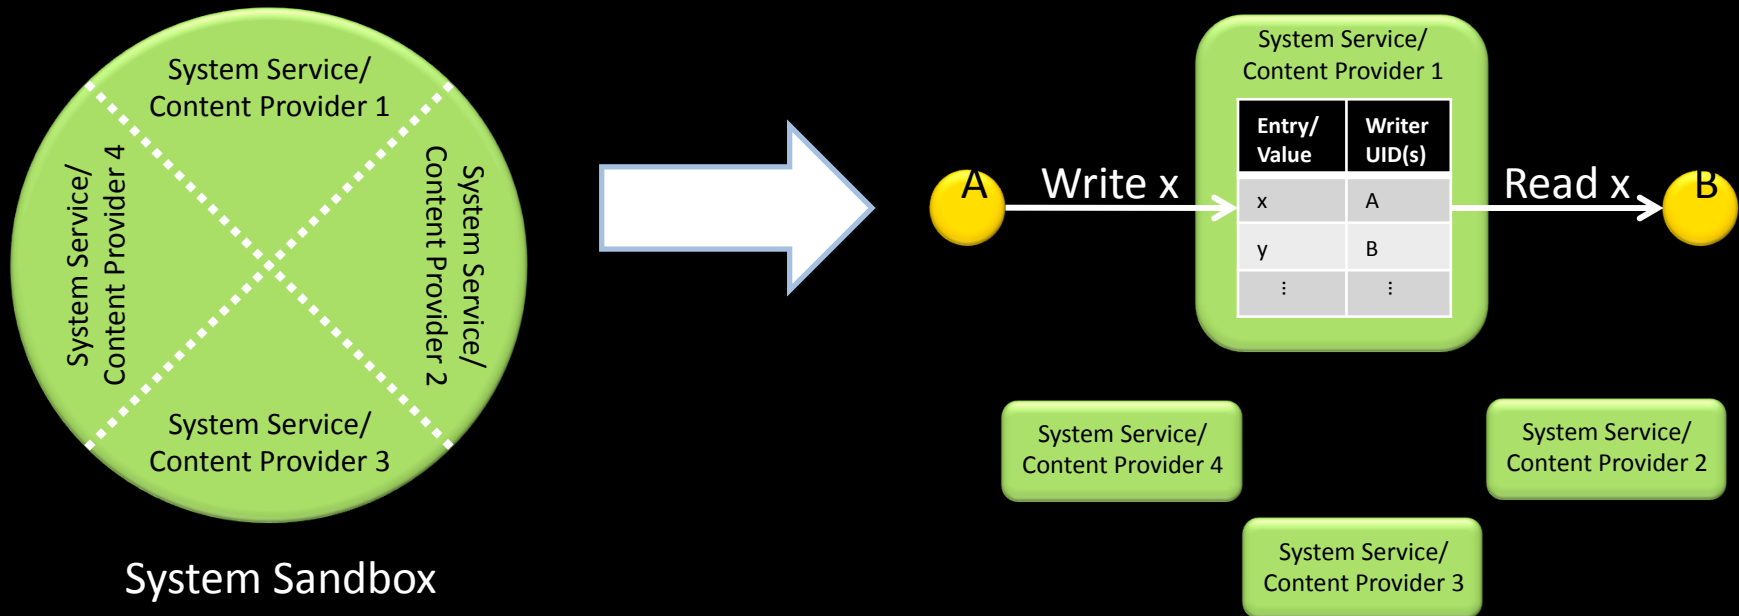 System Service/
Content Provider 1
System Service/
Content Provider 4
System Service/
Content Provider 2
System Service/
Content Provider 3
System Sandbox
System Service/
Content Provider 1
Entry/ Writer
Value UID(s)
x A
y B
⋮ ⋮
A
Write x
Read x
B
System Service/
Content Provider 4
System Service/
Content Provider 2
System Service/
Content Provider 3